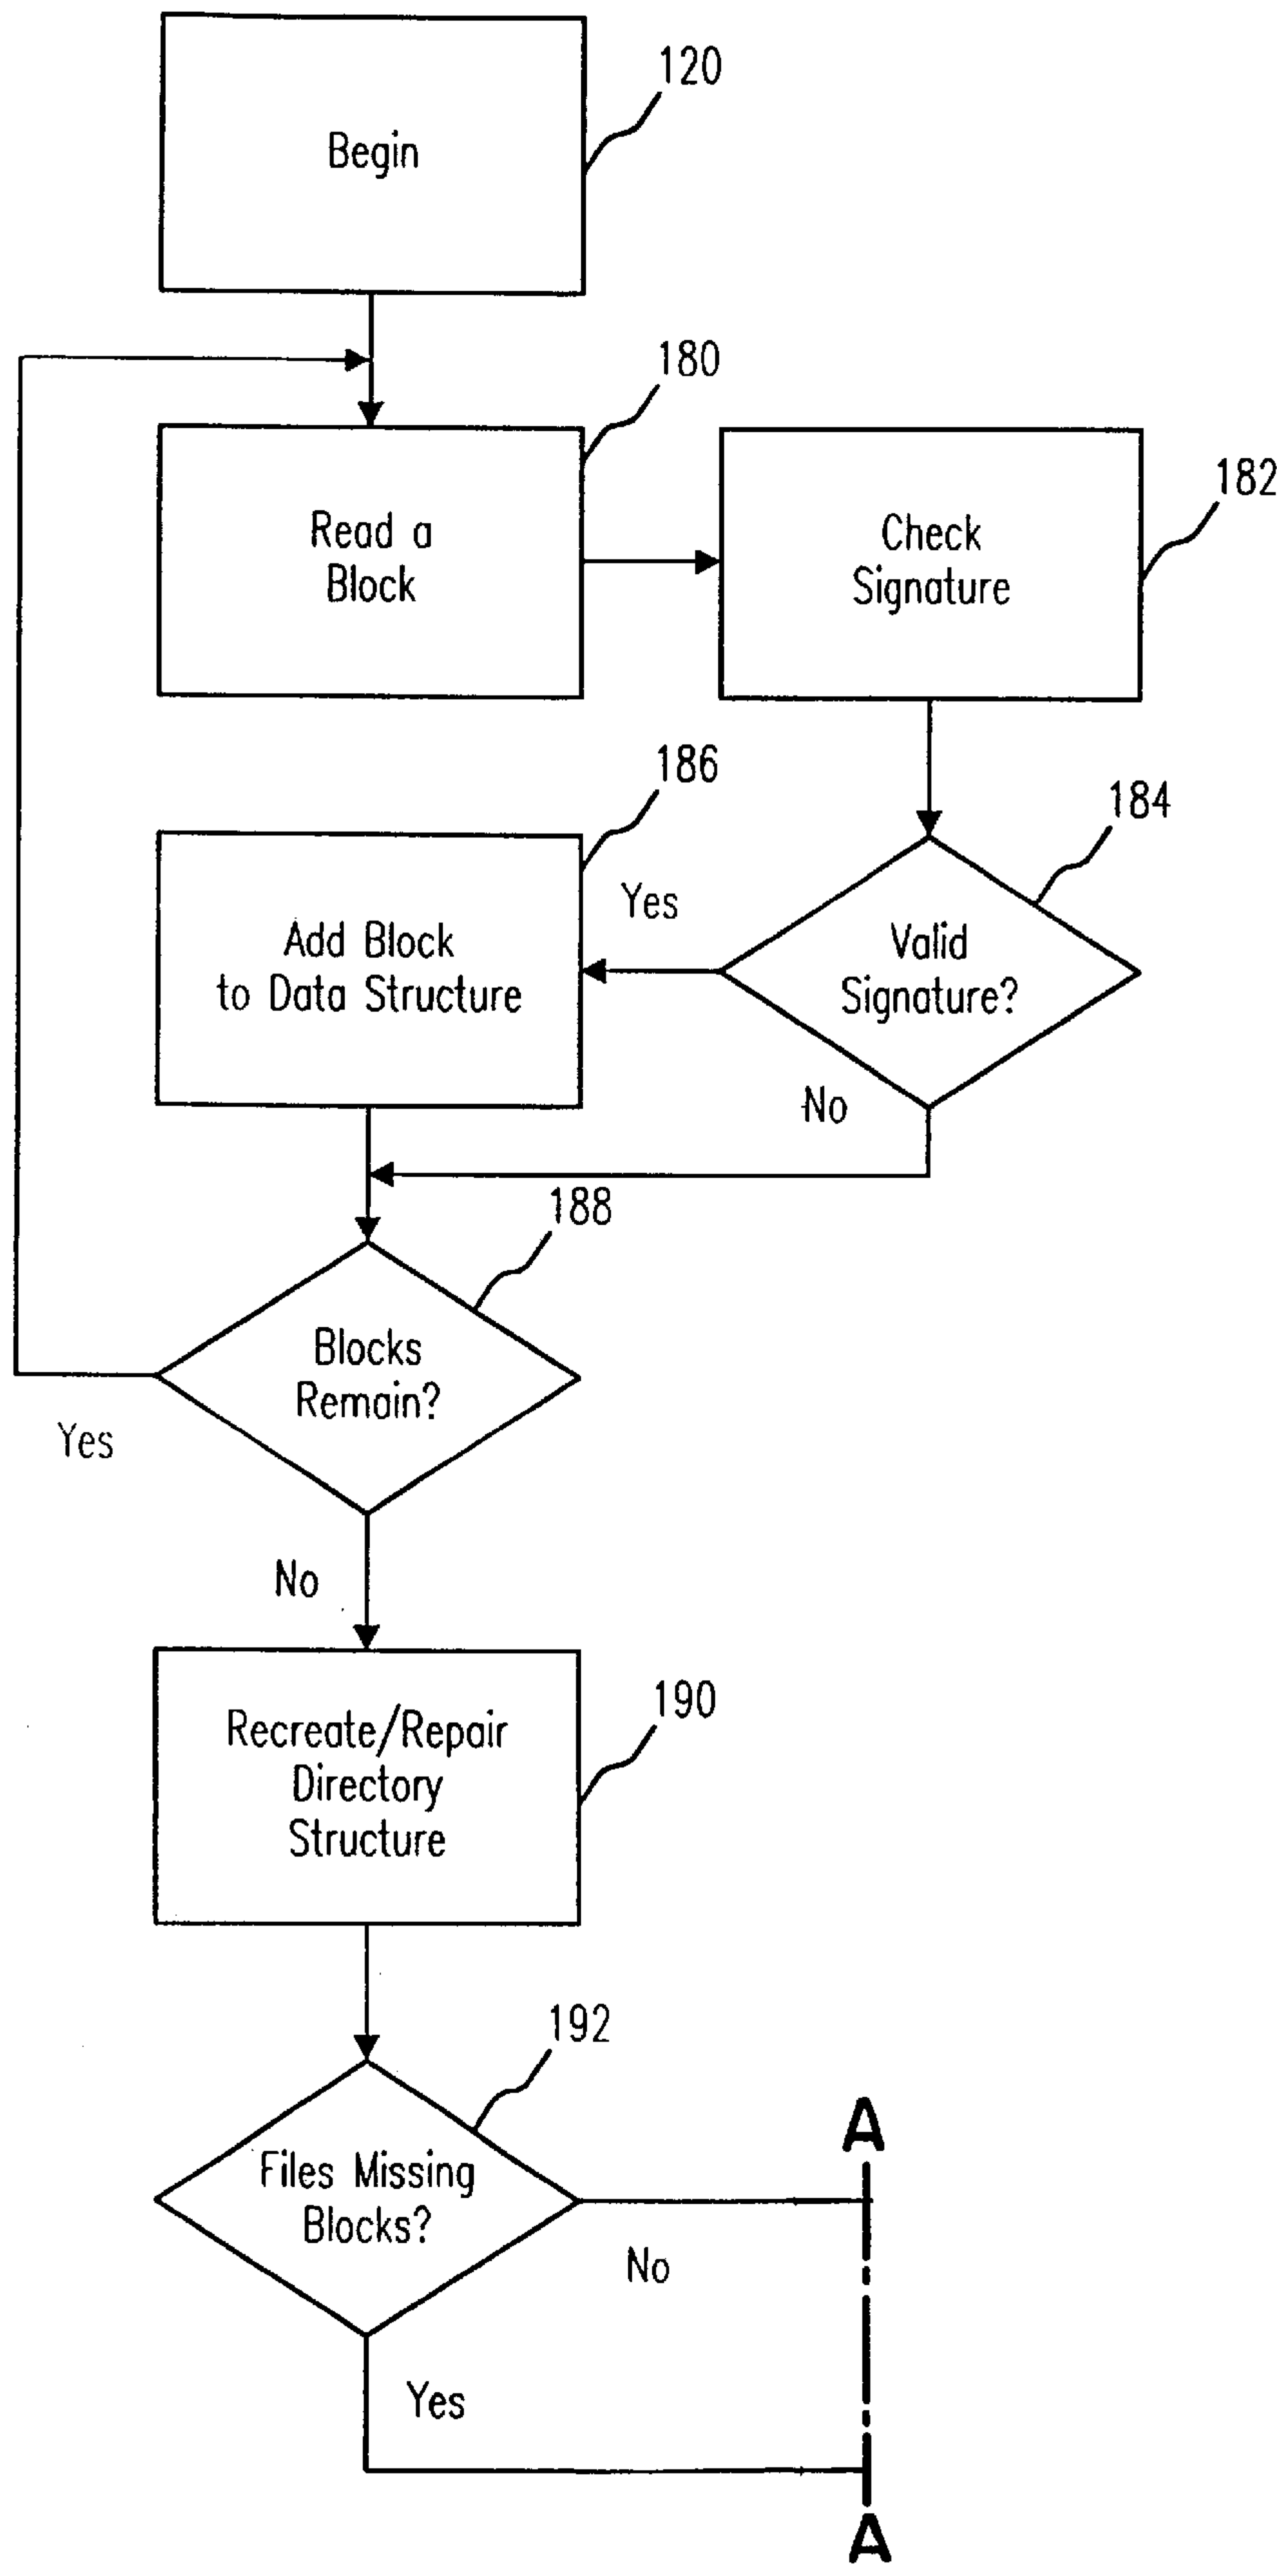 120
Begin
180
Read a
Block
182
Check
Signature
186
Add Block
to Data Structure
184
Yes
Valid
Signature?
No
188
Blocks
Remain?
Yes
No
190
Recreate/Repair
Directory
Structure
192
Files Missing
Blocks?
No
Yes
A
A